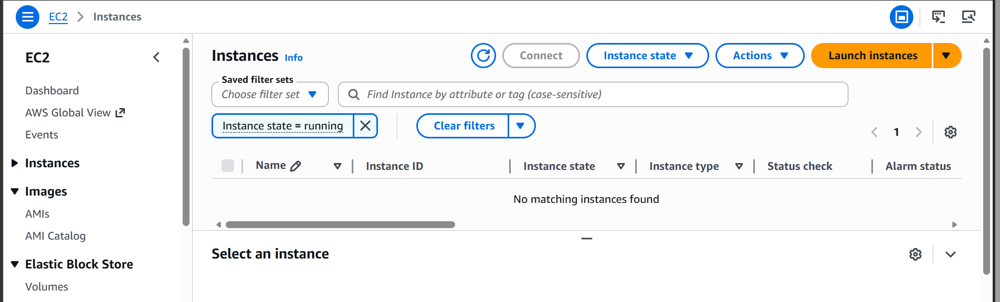 EC2 Instances
EC2
Dashboard
AWS Global View
Events
Instances
Images
AMIs
AMI Catalog
Elastic Block Store
Volumes
Instances Info
Connect
Instance state
Actions
Launch instances
Saved filter sets
Choose filter set
Find Instance by attribute or tag (case-sensitive)
Instance state = running
Clear filters
1
Name Instance ID Instance state Instance type Status check Alarm status
No matching instances found
Select an instance